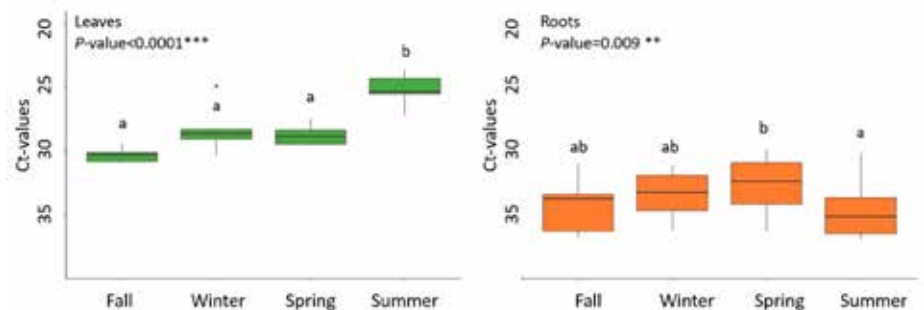 Leaves
P-value<0.0001***
Ct-values
20
25
30
35
a
a
a
b
Fall Winter Spring Summer
Roots
P-value=0.009 **
Ct-values
20
25
30
35
ab
ab
b
a
Fall Winter Spring Summer